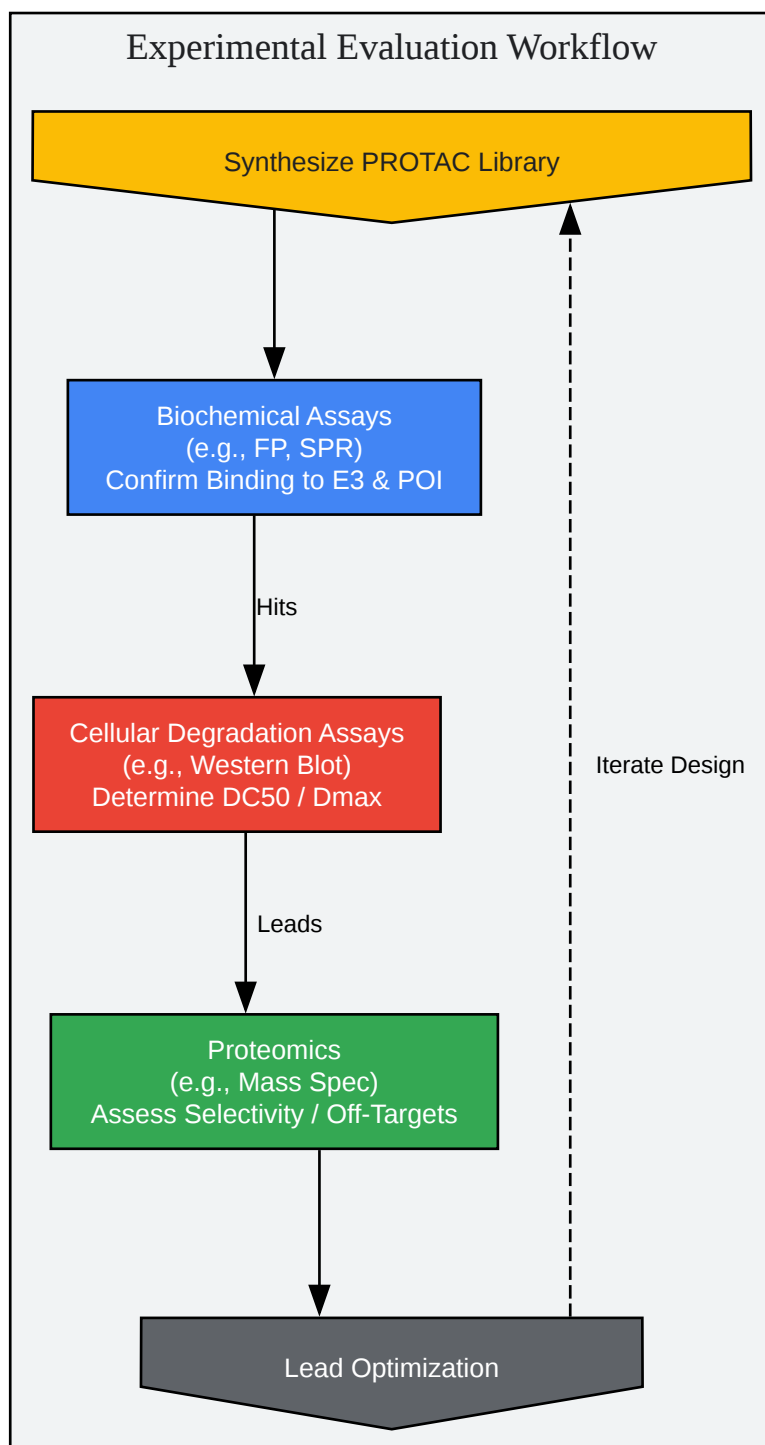 Experimental Evaluation Workflow
Synthesize PROTAC Library
Biochemical Assays
(e.g., FP, SPR)
Confirm Binding to E3 & POI
Hits
Cellular Degradation Assays
(e.g., Western Blot)
Determine DC50 / Dmax
Iterate Design
Leads
Proteomics
(e.g., Mass Spec)
Assess Selectivity / Off-Targets
Lead Optimization